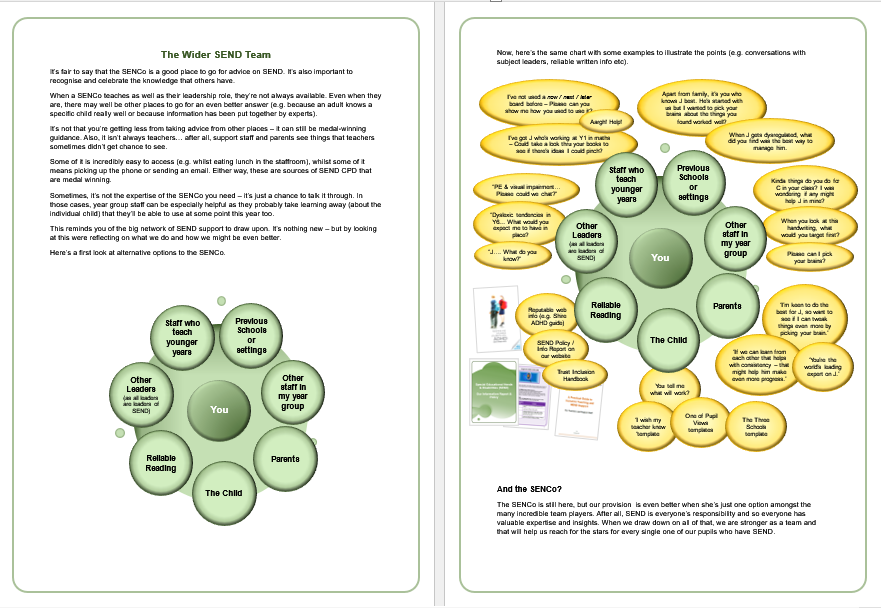 The Wider SEND Team
It's fair to say that the SENCo is a good place to go for advice on SEND. It's also important to
recognise and celebrate the knowledge that others have.
When a SENCo teaches as well as their leadership role, they're not always available. Even when they
are, there may well be other places to go for an even better answer (e.g. because an adult knows a
specific child really well or because information has been put together by experts).
It's not that you're getting less from taking advice from other places – it can still be medal-winning
guidance. Also, it isn't always teachers… after all, support staff and parents see things that teachers
sometimes didn't get chance to see.
Some of it is incredibly easy to access (e.g. whilst eating lunch in the staffroom), whilst some of it
means picking up the phone or sending an email. Either way, these are sources of SEND CPD that
are medal winning.
Sometimes, it's not the expertise of the SENCo you need – it's just a chance to talk it through. In
those cases, year group staff can be especially helpful as they probably take learning away (about the
individual child) that they'll be able to use at some point this year too.
This reminds you of the big network of SEND support to draw upon. It's nothing new – but by looking
at this were reflecting on what we do and how we might be even better.
Here's a first look at alternative options to the SENCo.
Staff who
teach
younger
years
Previous
Schools
or
settings
Other
Leaders
(as all leaders
are leaders of
SEND)
You
Other
staff in
my year
group
Reliable
Reading
The Child
Parents
Now, here's the same chart with some examples to illustrate the points (e.g. conversations with
subject leaders, reliable written info etc).
I've not used a now / next / later
board before – Please can you
show me how you used to use it?
Aargh! Help!
I've got J who's working at Y1 in maths
– Could take a look thru your books to
see if there's ideas I could pinch?
Apart from family, it's you who
knows J best. He's started with
us but I wanted to pick your
brains about the things you
found worked well?
When J gets dysregulated, what
did you find was the best way to
manage him.
Staff who
teach
younger
years
Previous
Schools
or
settings
"PE & visual impairment…
Please could we chat?"
"Dyslexic tendencies in
Y6… What would you
expect me to have in
place?
"J…. What do you
know?"
Other
Leaders
(as all leaders
are leaders of
SEND)
You
Other
staff in
my year
group
Kinda things do you do for
C in your class? I was
wondering if any might
help J in mine?
When you look at this
handwriting, what
would you target first?
Please can I pick
your brains?
Reliable
Reading
The Child
Parents
Reputable web
info (e.g. Shire
ADHD guide)
SEND Policy /
Info Report on
our website
Trust Inclusion
Handbook
"I'm keen to do the
best for J, so want to
see if I can tweak
things even more by
picking your brain."
"If we can learn from
each other that helps
with consistency – that
might help him make
even more progress."
"You're the
world's leading
expert on J."
You tell me
what will work?
'I wish my
teacher knew
'template
One of Pupil
Views
templates
The Three
Schools
template
And the SENCo?
The SENCo is still here, but our provision is even better when she's just one option amongst the
many incredible team players. After all, SEND is everyone's responsibility and so everyone has
valuable expertise and insights. When we draw down on all of that, we are stronger as a team and
that will help us reach for the stars for every single one of our pupils who have SEND.